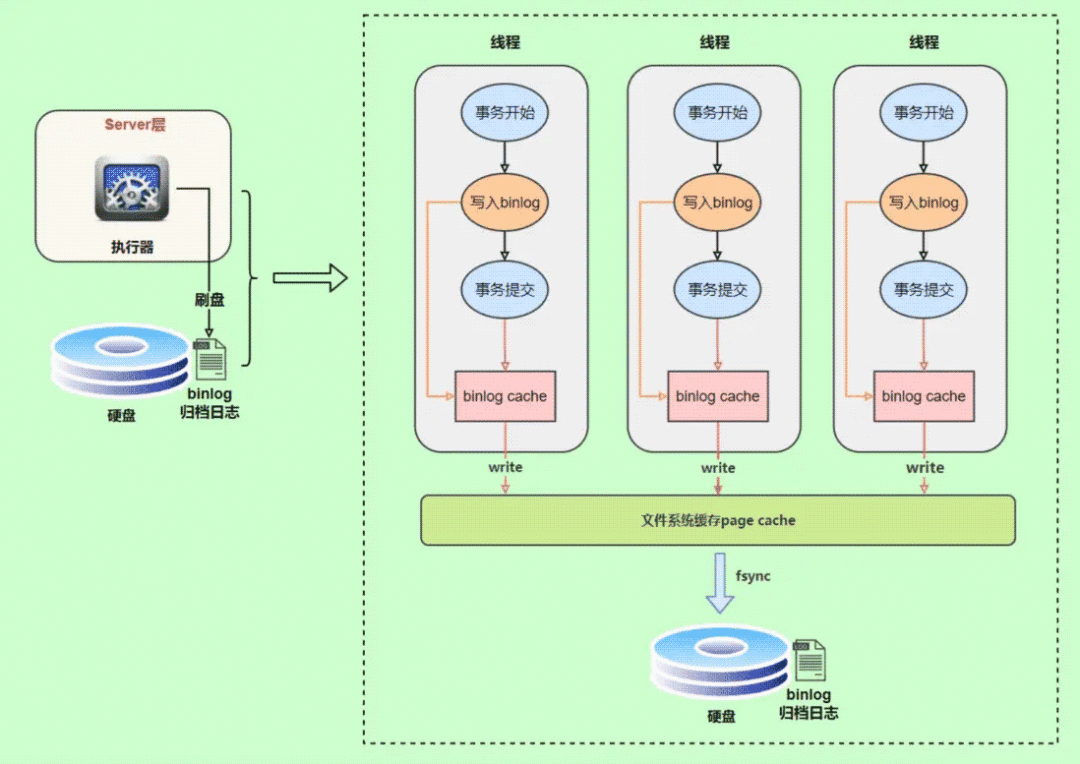 Server层
执行器
刷盘
硬盘
binlog
归档日志
线程
事务开始
写入binlog
事务提交
binlog cache
write
线程
事务开始
写入binlog
事务提交
binlog cache
write
线程
事务开始
写入binlog
事务提交
binlog cache
write
文件系统缓存page cache
fsync
硬盘
binlog
归档日志